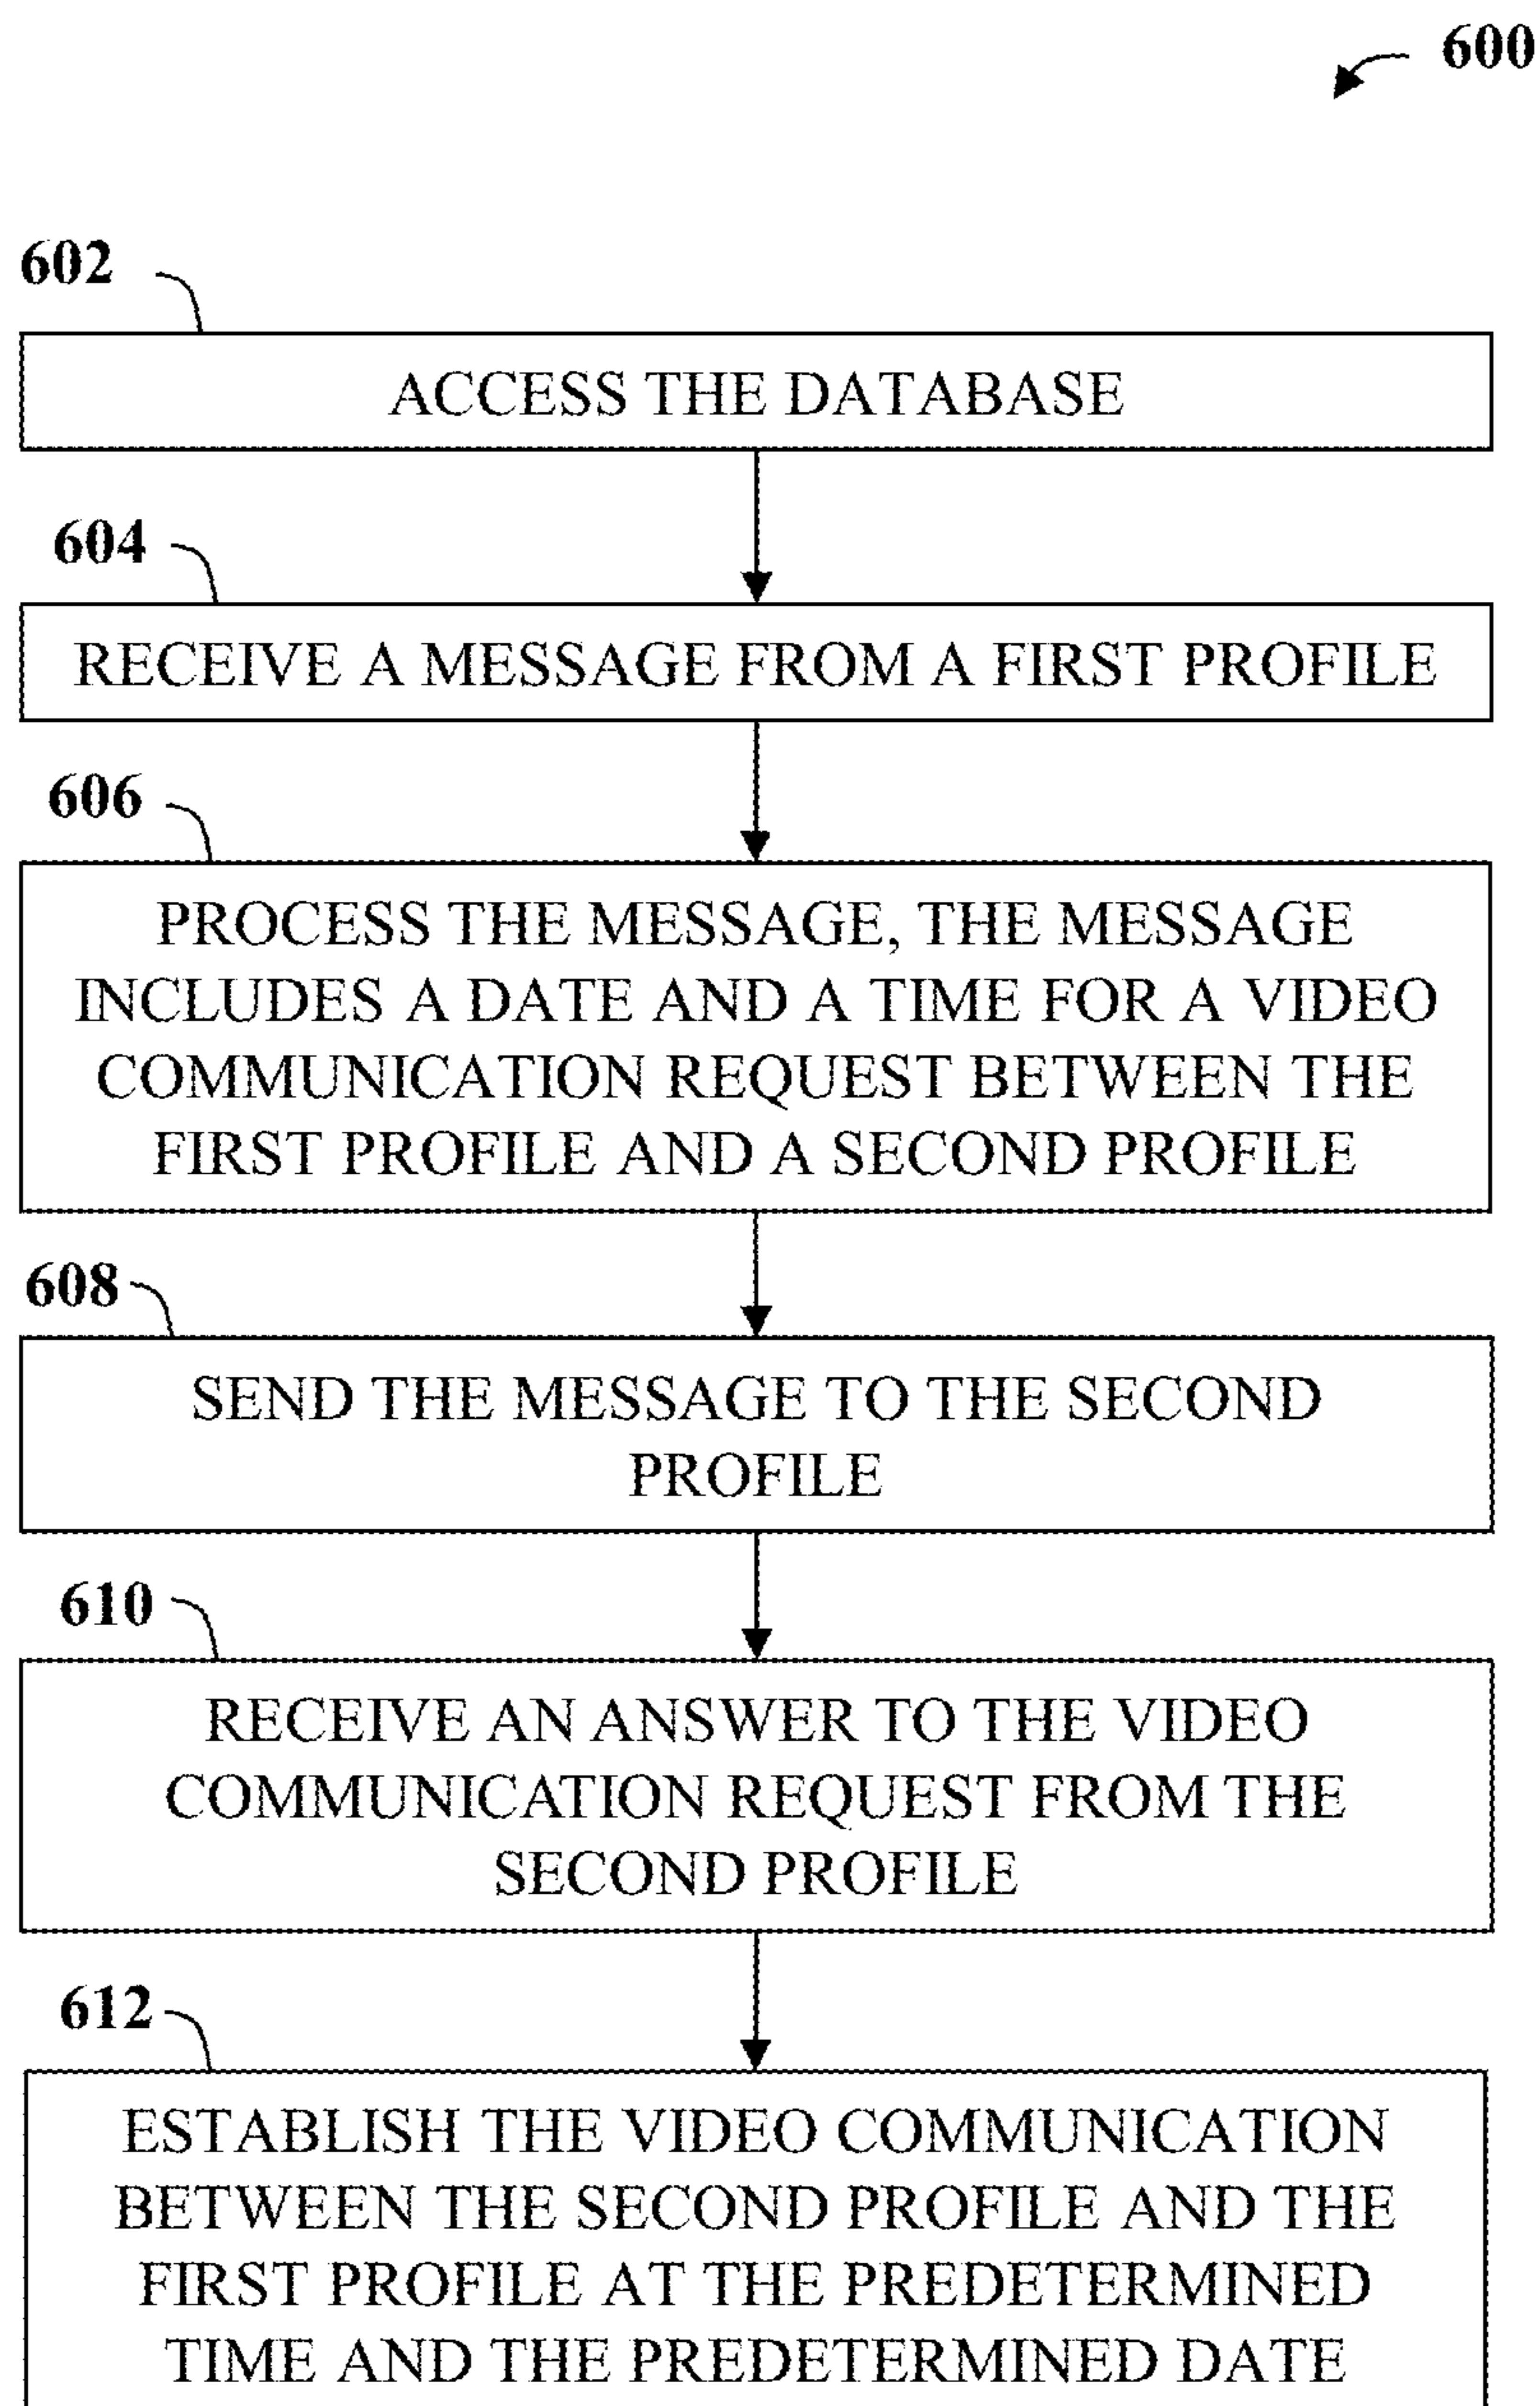 600
602
ACCESS THE DATABASE
604
RECEIVE A MESSAGE FROM A FIRST PROFILE
606
PROCESS THE MESSAGE, THE MESSAGE
INCLUDES A DATE AND A TIME FOR A VIDEO
COMMUNICATION REQUEST BETWEEN THE
FIRST PROFILE AND A SECOND PROFILE
608
SEND THE MESSAGE TO THE SECOND
PROFILE
610
RECEIVE AN ANSWER TO THE VIDEO
COMMUNICATION REQUEST FROM THE
SECOND PROFILE
612
ESTABLISH THE VIDEO COMMUNICATION
BETWEEN THE SECOND PROFILE AND THE
FIRST PROFILE AT THE PREDETERMINED
TIME AND THE PREDETERMINED DATE